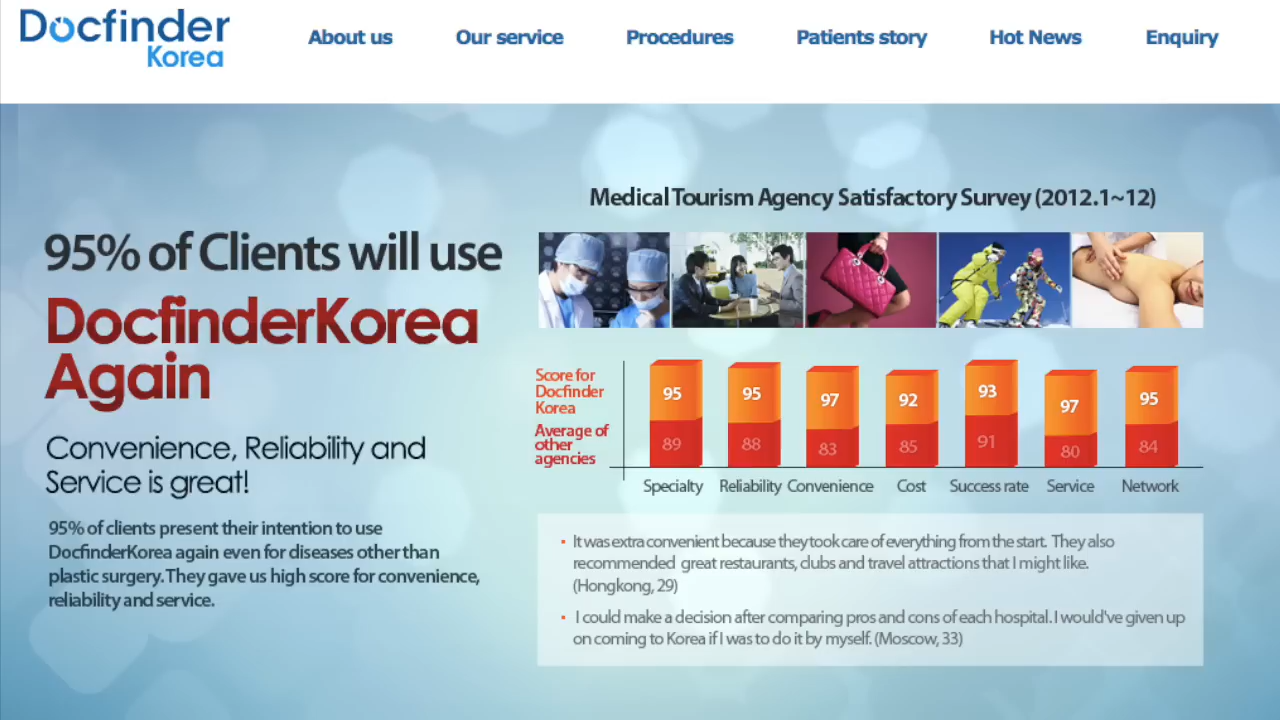 Docfinder
Korea
About us
Our service
Procedures
Patients story
Hot News
Enquiry
95% of Clients will use
DocfinderKorea
Again
Convenience, Reliability and
Service is great!
95% of clients present their intention to use
DocfinderKorea again even for diseases other than
plastic surgery. They gave us high score for convenience,
reliability and service.
Medical Tourism Agency Satisfactory Survey (2012.1~12)
Score for
Docfinder
Korea
95 95 97 92 93 97 95
Average of
other
agencies
89 88 83 85 91 80 84
Specialty Reliability Convenience Cost Success rate Service Network
It was extra convenient because they took care of everything from the start. They also
recommended great restaurants, clubs and travel attractions that I might like.
(Hongkong, 29)
I could make a decision after comparing pros and cons of each hospital. I would've given up
on coming to Korea if I was to do it by myself. (Moscow, 33)